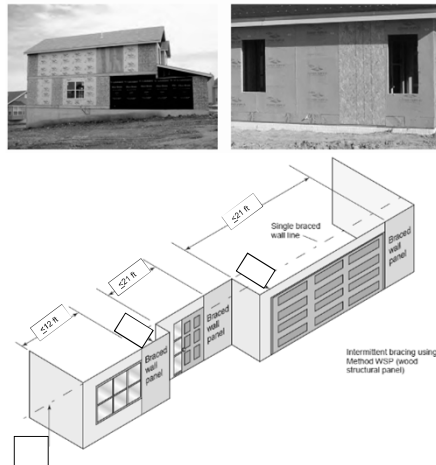 ≤21 ft
Single braced
wall line
≤21 ft
≤12 ft
Braced
wall
panel
Braced
wall
panel
Braced
wall
panel
Intermittent bracing using
Method WSP (wood
structural panel)